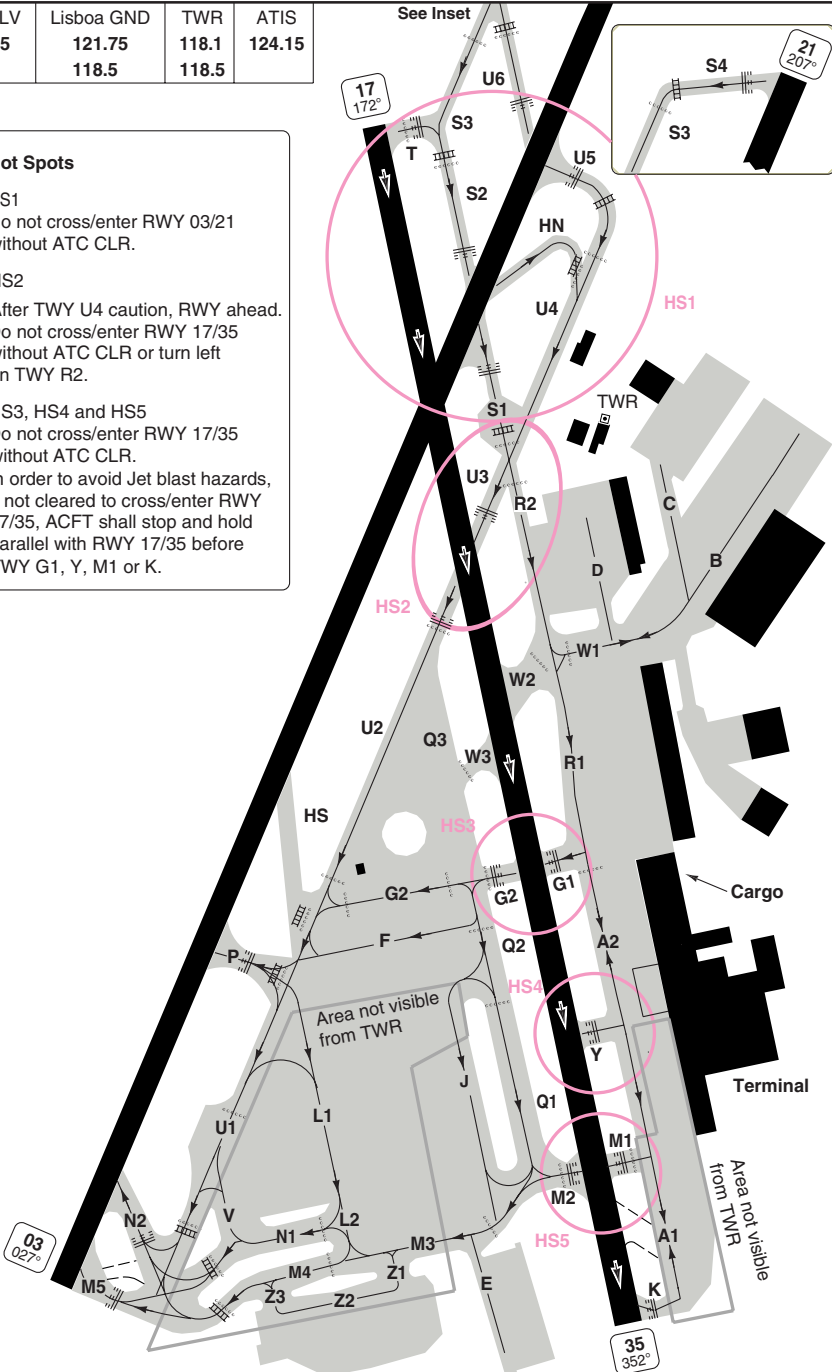 LV Lisboa GND TWR ATIS
5 121.75 118.1 124.15
118.5 118.5
See Inset
17
172°
21
207°
S4
S3
U6
S3
T
U5
S2
HN
U4
HS1
ot Spots
S1
o not cross/enter RWY 03/21
ithout ATC CLR.
HS2
After TWY U4 caution, RWY ahead.
o not cross/enter RWY 17/35
ithout ATC CLR or turn left
n TWY R2.
S3, HS4 and HS5
o not cross/enter RWY 17/35
ithout ATC CLR.
n order to avoid Jet blast hazards,
not cleared to cross/enter RWY
7/35, ACFT shall stop and hold
arallel with RWY 17/35 before
TWY G1, Y, M1 or K.
TWR
S1
U3
R2
C
D
B
HS2
W1
W2
U2
Q3
W3
R1
HS
HS3
G2
G2
G1
Cargo
F
Q2
A2
P
HS4
Area not visible
from TWR
Y
J
Terminal
Q1
L1
U1
M1
M2
Area not visible
from TWR
N2
V
L2
N1
M3
HS5
A1
03
027°
M4
Z1
E
M5
Z3
Z2
K
35
352°